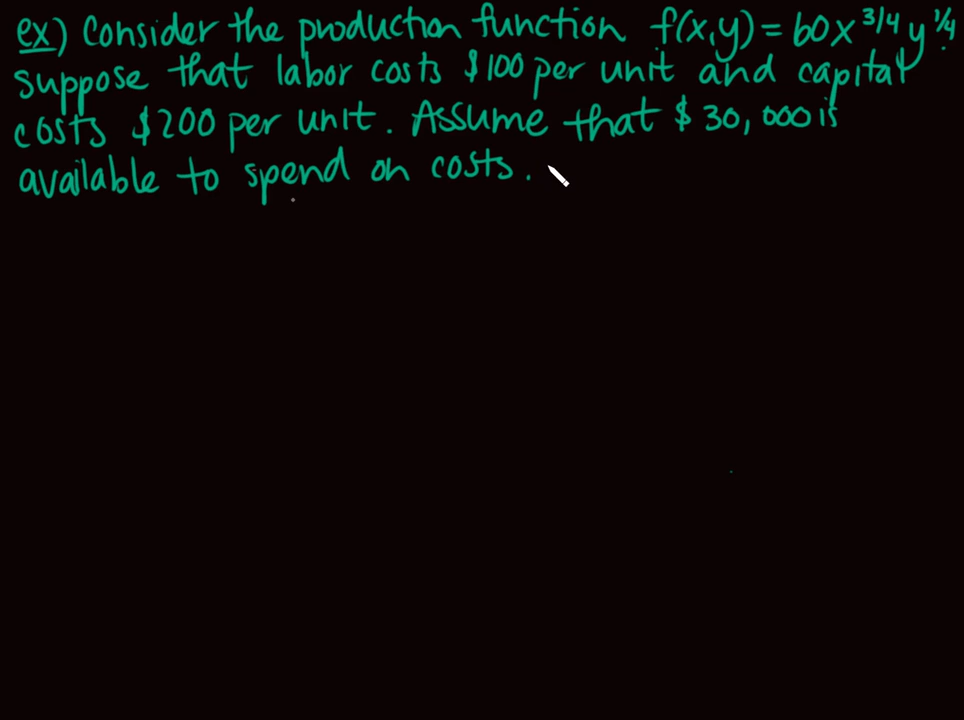 ex) Consider the production function f(x,y) = 60x^{3/4} y^{1/4}
suppose that labor costs $100 per unit and capital
costs $200 per unit. Assume that $30,000 is
available to spend on costs.